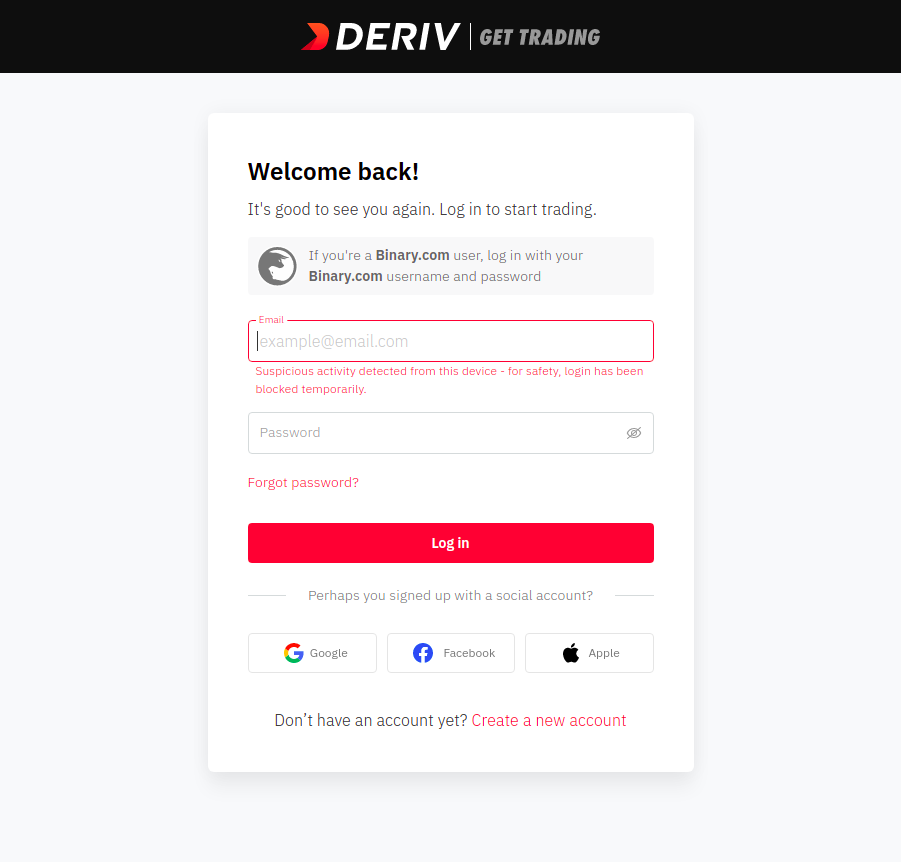 DERIV | GET TRADING
Welcome back!
It's good to see you again. Log in to start trading.
If you're a Binary.com user, log in with your
Binary.com username and password
Email
example@email.com
Suspicious activity detected from this device - for safety, login has been
blocked temporarily.
Password
Forgot password?
Log in
Perhaps you signed up with a social account?
Google Facebook Apple
Don’t have an account yet? Create a new account